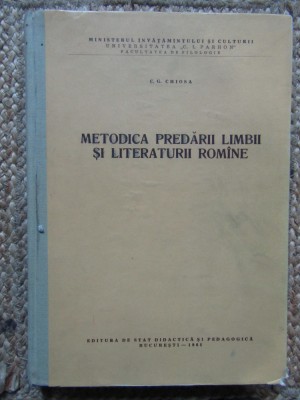 MINISTERUL ÎNVĂȚĂMÎNTULUI ȘI CULTURII
UNIVERSITATEA „C. I. PARHON”
FACULTATEA DE FILOLOGIE
METODICA PREDĂRII LIMBII
ȘI LITERATURII ROMÎNE
EDITURA DE STAT DIDACTICĂ ȘI PEDAGOGICĂ
BUCUREȘTI